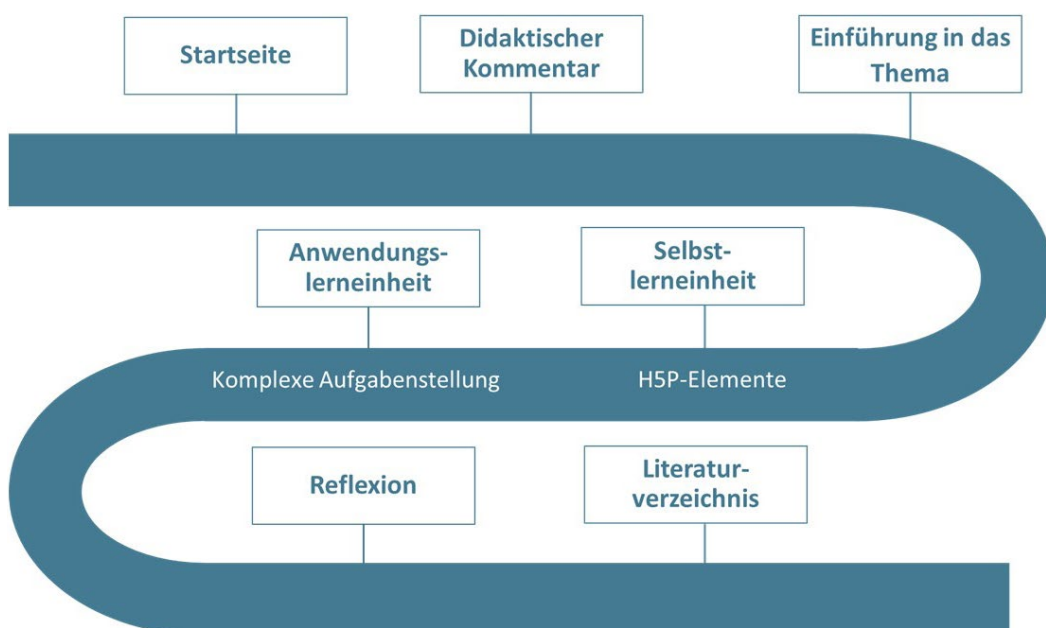 Startseite
Didaktischer
Kommentar
Einführung in das
Thema
Anwendungs-
lerneinheit
Selbst-
lerneinheit
Komplexe Aufgabenstellung
H5P-Elemente
Reflexion
Literatur-
verzeichnis